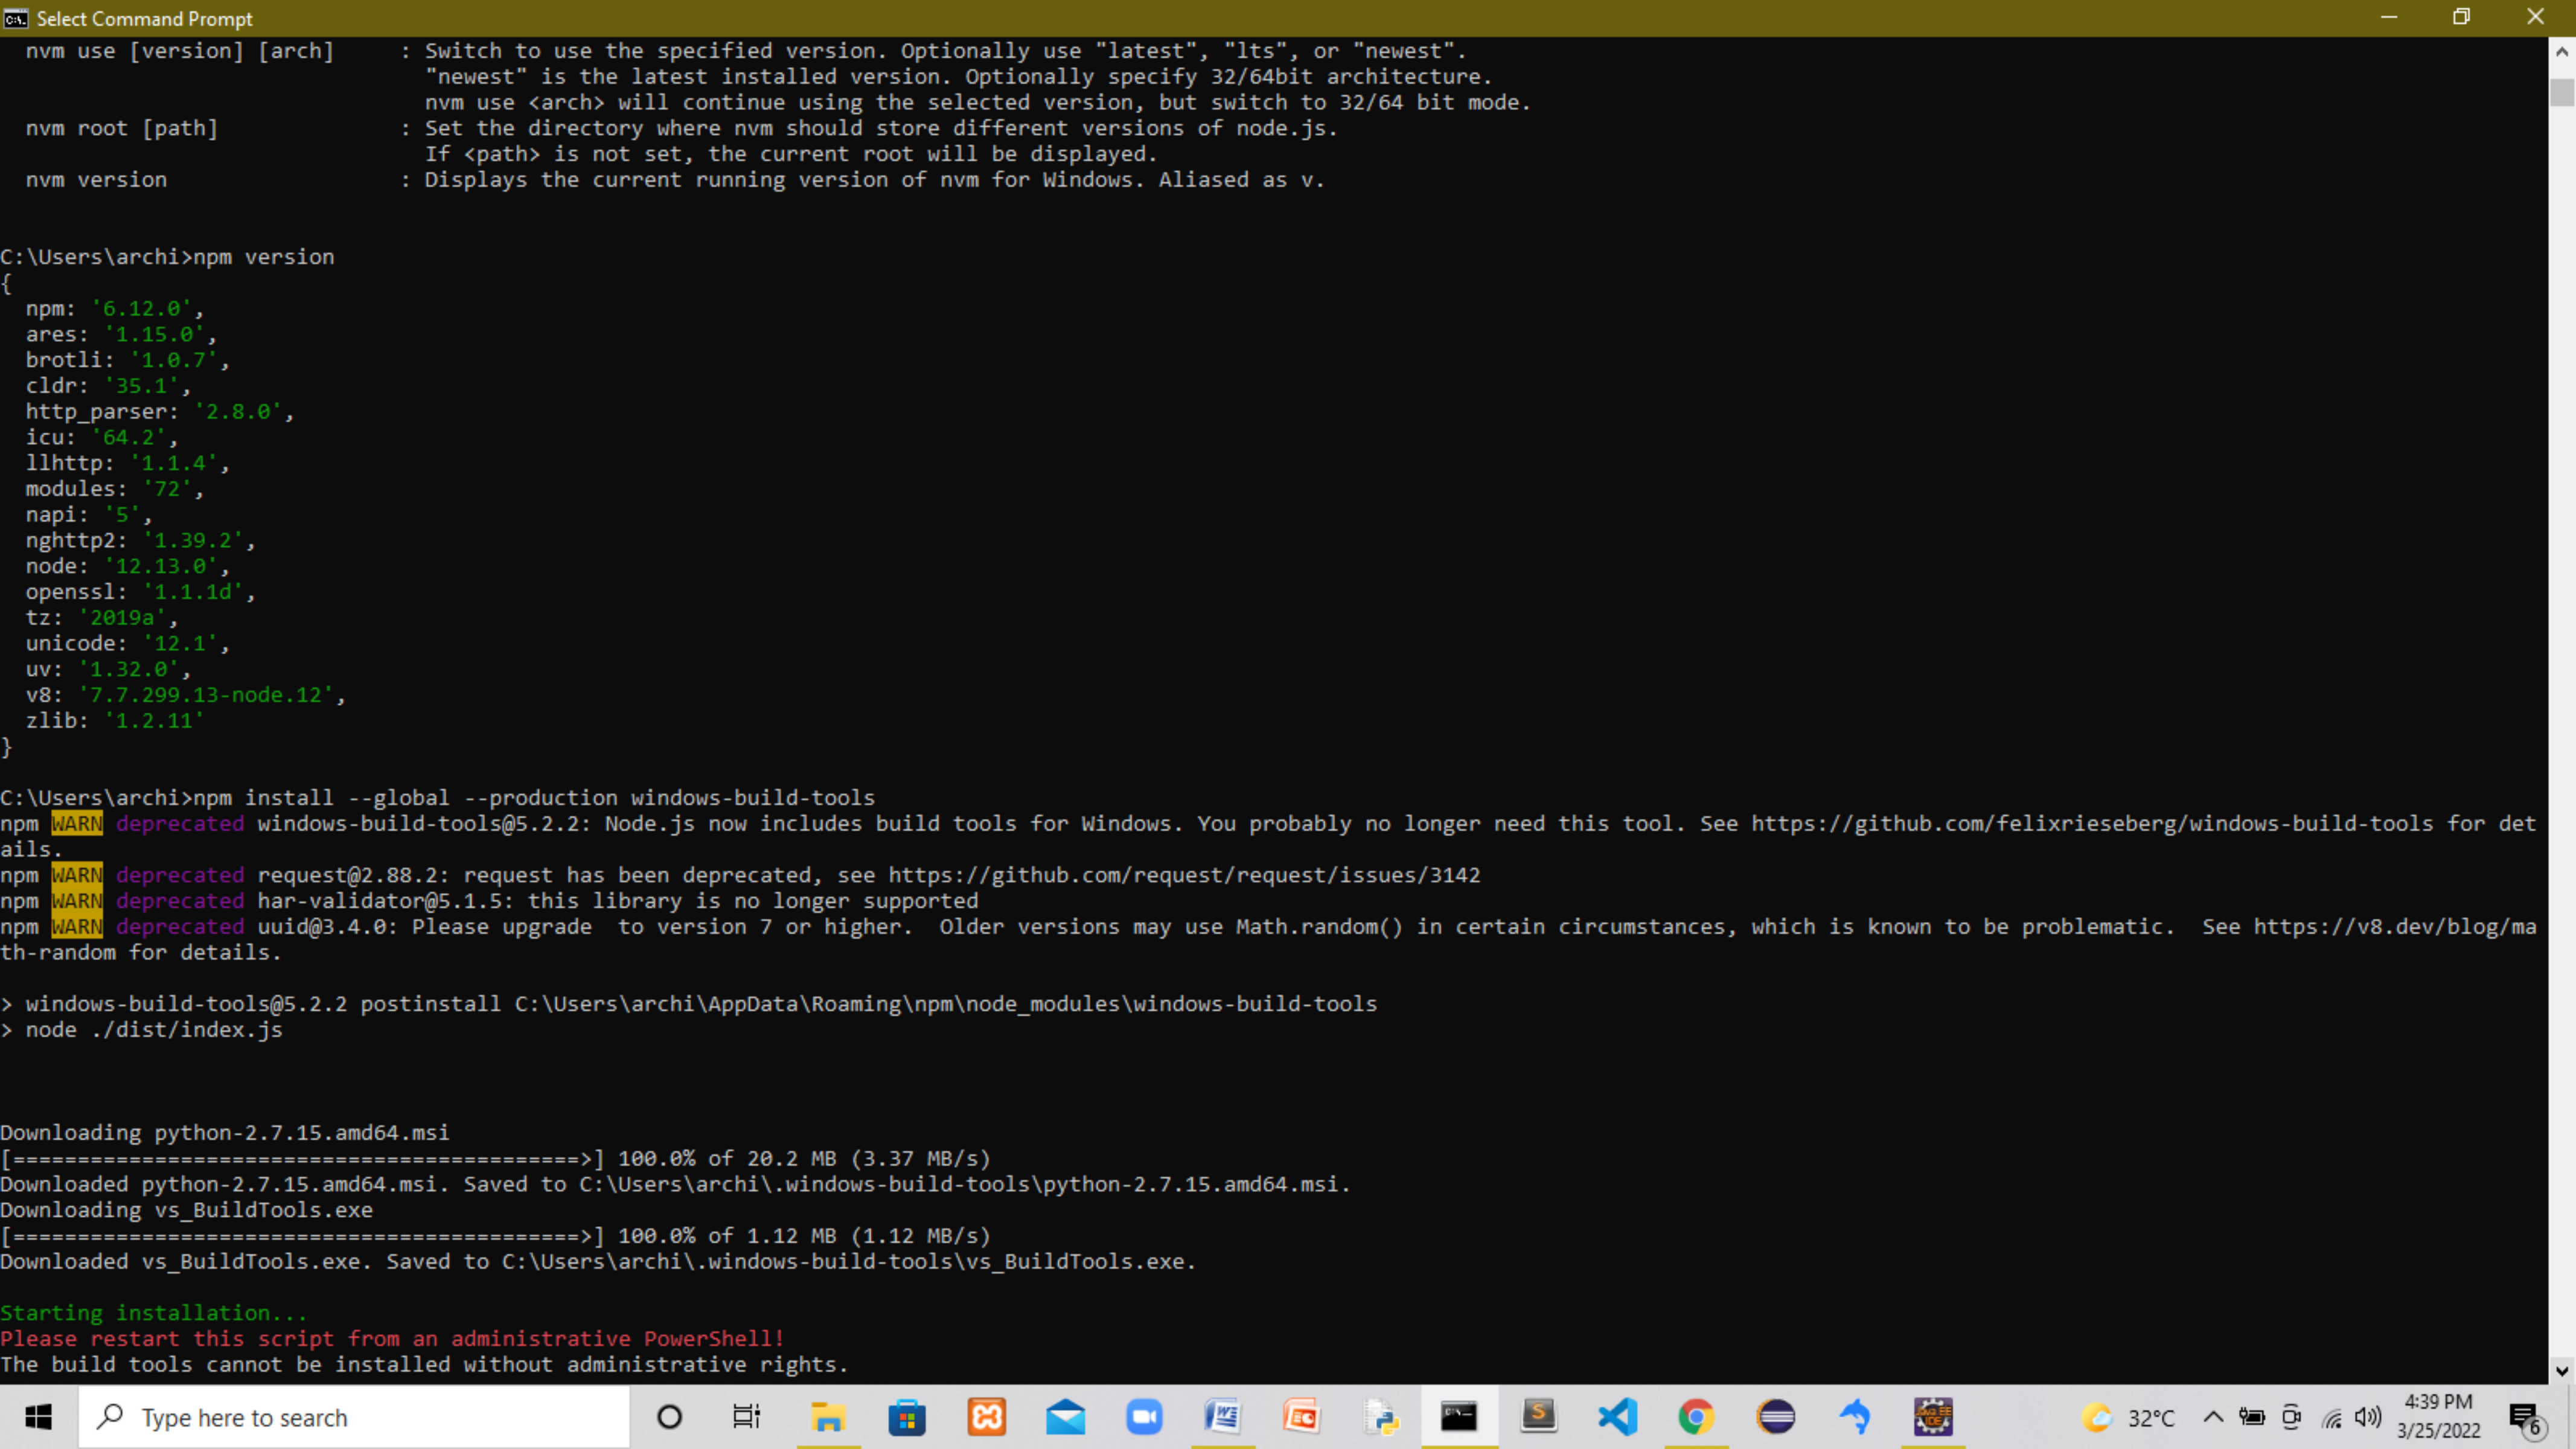 Select Command Prompt
nvm use [version] [arch]     : Switch to use the specified version. Optionally use "latest", "lts", or "newest".
"newest" is the latest installed version. Optionally specify 32/64bit architecture.
nvm use <arch> will continue using the selected version, but switch to 32/64 bit mode.
nvm root [path]              : Set the directory where nvm should store different versions of node.js.
If <path> is not set, the current root will be displayed.
nvm version                  : Displays the current running version of nvm for Windows. Aliased as v.
C:\Users\archi>npm version
{
npm: '6.12.0',
ares: '1.15.0',
brotli: '1.0.7',
cldr: '35.1',
http_parser: '2.8.0',
icu: '64.2',
llhttp: '1.1.4',
modules: '72',
napi: '5',
nghttp2: '1.39.2',
node: '12.13.0',
openssl: '1.1.1d',
tz: '2019a',
unicode: '12.1',
uv: '1.32.0',
v8: '7.7.299.13-node.12',
zlib: '1.2.11'
}
C:\Users\archi>npm install --global --production windows-build-tools
npm WARN deprecated windows-build-tools@5.2.2: Node.js now includes build tools for Windows. You probably no longer need this tool. See https://github.com/felixrieseberg/windows-build-tools for det
ails.
npm WARN deprecated request@2.88.2: request has been deprecated, see https://github.com/request/request/issues/3142
npm WARN deprecated har-validator@5.1.5: this library is no longer supported
npm WARN deprecated uuid@3.4.0: Please upgrade  to version 7 or higher.  Older versions may use Math.random() in certain circumstances, which is known to be problematic.  See https://v8.dev/blog/ma
th-random for details.
> windows-build-tools@5.2.2 postinstall C:\Users\archi\AppData\Roaming\npm\node_modules\windows-build-tools
> node ./dist/index.js
Downloading python-2.7.15.amd64.msi
[============================================>] 100.0% of 20.2 MB (3.37 MB/s)
Downloaded python-2.7.15.amd64.msi. Saved to C:\Users\archi\.windows-build-tools\python-2.7.15.amd64.msi.
Downloading vs_BuildTools.exe
[============================================>] 100.0% of 1.12 MB (1.12 MB/s)
Downloaded vs_BuildTools.exe. Saved to C:\Users\archi\.windows-build-tools\vs_BuildTools.exe.
Starting installation...
Please restart this script from an administrative PowerShell!
The build tools cannot be installed without administrative rights.
Type here to search
32°C
4:39 PM
3/25/2022
6